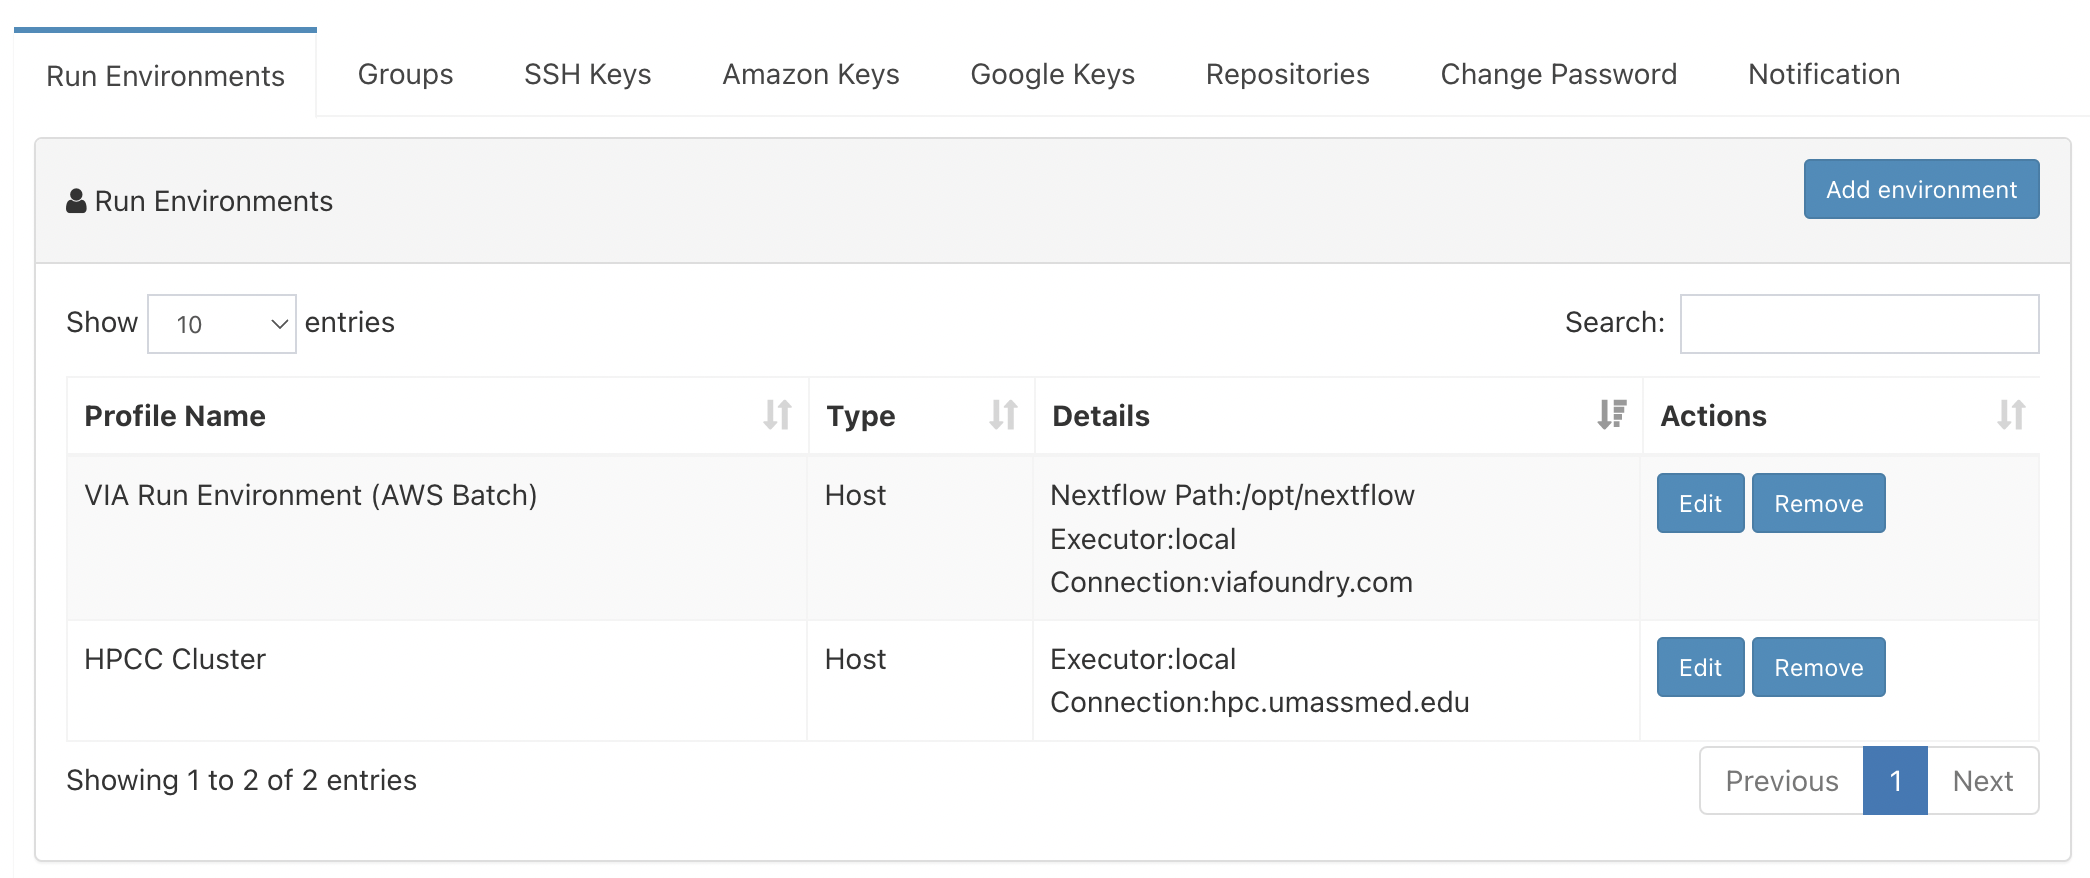 Run Environments Groups SSH Keys Amazon Keys Google Keys Repositories Change Password Notification
Run Environments Add environment
Show 10 entries Search:
Profile Name Type Details Actions
VIA Run Environment (AWS Batch) Host Nextflow Path:/opt/nextflow Edit Remove
Executor:local
Connection:viafoundry.com
HPCC Cluster Host Executor:local Edit Remove
Connection:hpc.umassmed.edu
Showing 1 to 2 of 2 entries Previous 1 Next